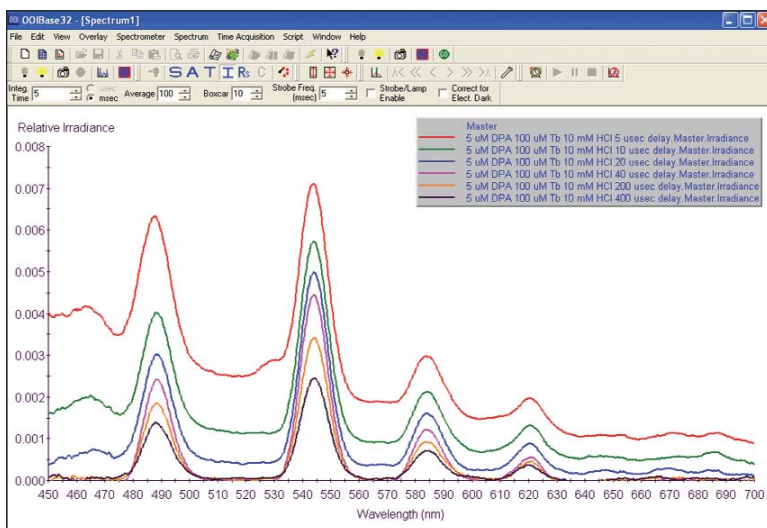 OOIBase32 - [Spectrum1]
File Edit View Overlay Spectrometer Spectrum Time Acquisition Script Window Help
S A T I Rs C
Integ. Time 5 usec msec Average 100 Boxcar 10 Strobe Freq. (msec) 5 Strobe/Lamp Enable Correct for Elect. Dark
Relative Irradiance
Master
5 uM DPA 100 uM Tb 10 mM HCl 5 usec delay.Master.Irradiance
5 uM DPA 100 uM Tb 10 mM HCl 10 usec delay.Master.Irradiance
5 uM DPA 100 uM Tb 10 mM HCl 20 usec delay.Master.Irradiance
5 uM DPA 100 uM Tb 10 mM HCl 40 usec delay.Master.Irradiance
5 uM DPA 100 uM Tb 10 mM HCl 200 usec delay.Master.Irradiance
5 uM DPA 100 uM Tb 10 mM HCl 400 usec delay.Master.Irradiance
0.008
0.007
0.006
0.005
0.004
0.003
0.002
0.001
0.000
450 460 470 480 490 500 510 520 530 540 550 560 570 580 590 600 610 620 630 640 650 660 670 680 690 700
Wavelength (nm)